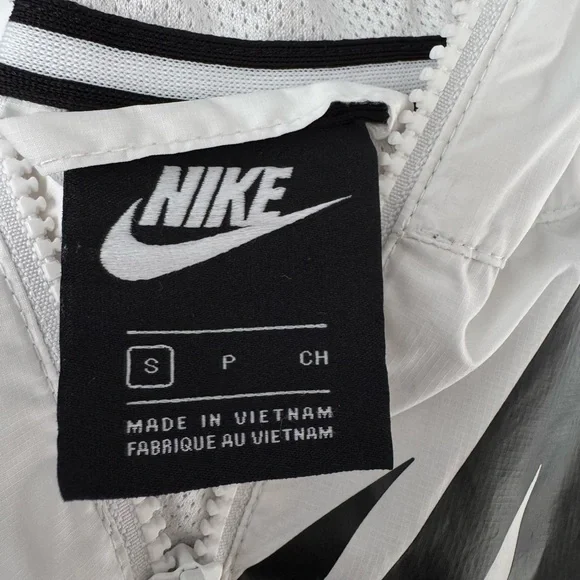 NIKE
S P CH
MADE IN VIETNAM
FABRIQUE AU VIETNAM